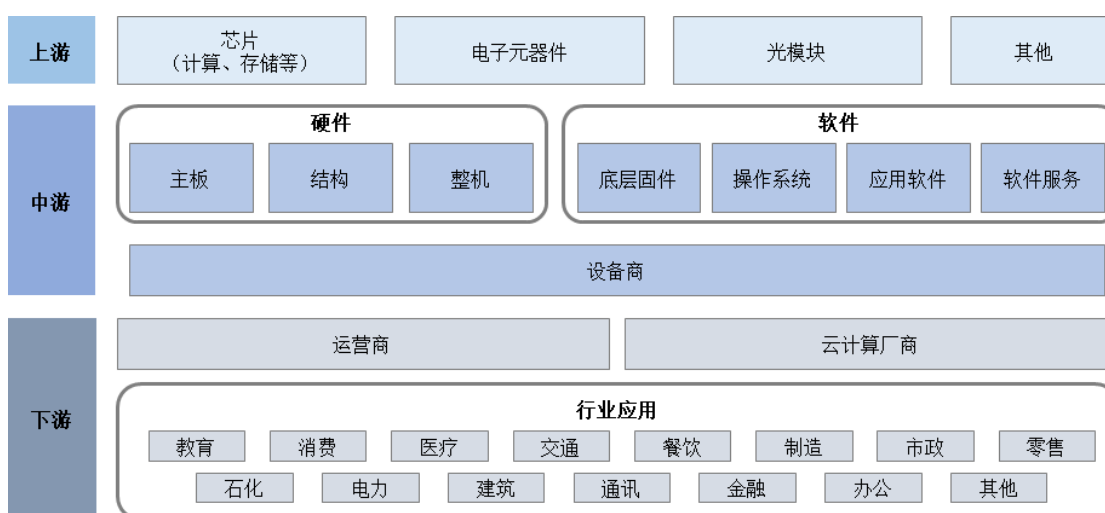 上游
芯片
（计算、存储等）
电子元器件
光模块
其他
中游
硬件
主板
结构
整机
软件
底层固件
操作系统
应用软件
软件服务
设备商
下游
运营商
云计算厂商
行业应用
教育
消费
医疗
交通
餐饮
制造
市政
零售
石化
电力
建筑
通讯
金融
办公
其他